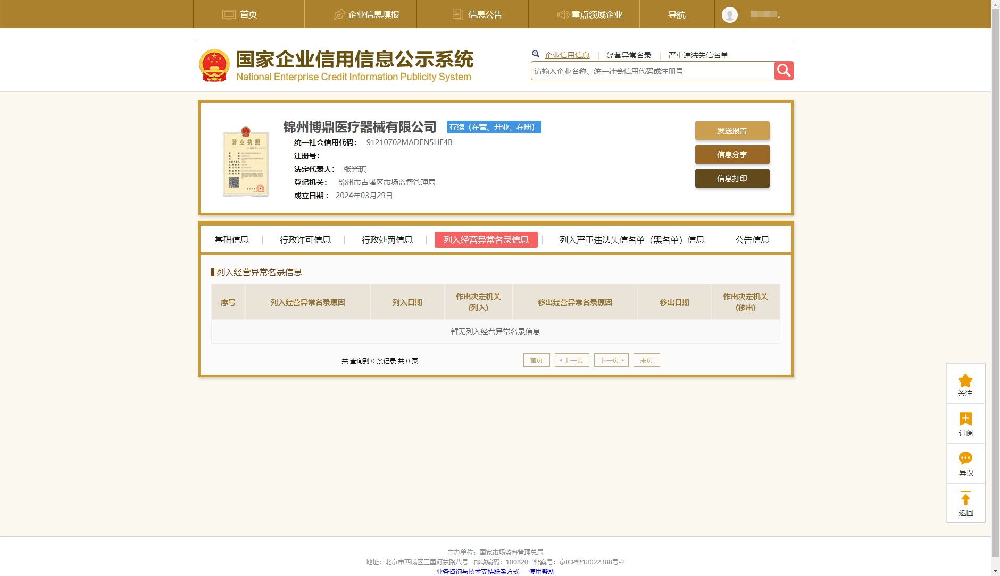 首页 企业信息填报 信息公告 重点领域企业 导航
国家企业信用信息公示系统
National Enterprise Credit Information Publicity System
企业信用信息 | 经营异常名录 | 严重违法失信名单
请输入企业名称、统一社会信用代码或注册号
锦州博鼎医疗器械有限公司 存续（在营、开业、在册）
营业执照
统一社会信用代码： 91210702MADFN5HF4B
注册号：
法定代表人： 张光琪
登记机关： 锦州市古塔区市场监督管理局
成立日期： 2024年03月29日
发送报告
信息分享
信息打印
基础信息 行政许可信息 行政处罚信息 列入经营异常名录信息 列入严重违法失信名单（黑名单）信息 公告信息
列入经营异常名录信息
序号 列入经营异常名录原因 列入日期 作出决定机关(列入) 移出经营异常名录原因 移出日期 作出决定机关(移出)
暂无列入经营异常名录信息
共 查询到 0 条记录 共 0 页 首页 上一页 下一页 末页
关注
订阅
异议
返回
主办单位：国家市场监督管理总局
地址：北京市西城区三里河东路八号 邮政编码：100820 备案号：京ICP备18022388号-2
业务咨询与技术支持联系方式 使用帮助